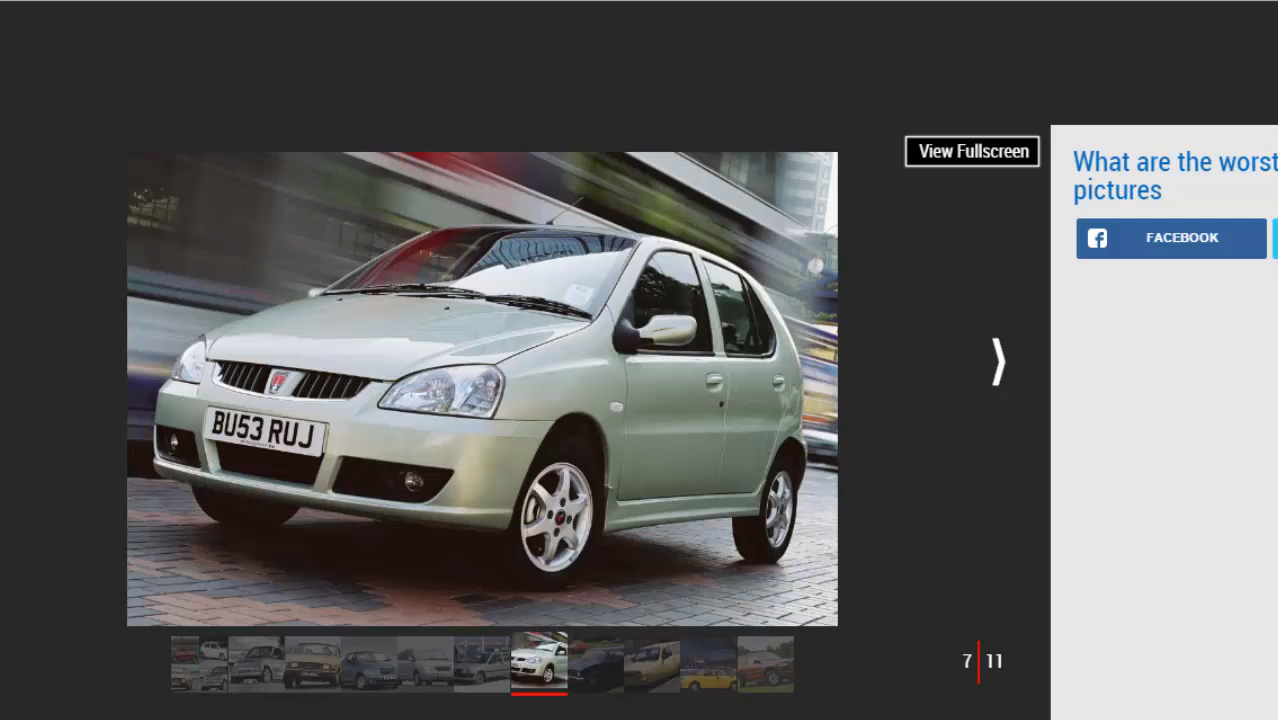 View Fullscreen
What are the worst
pictures
FACEBOOK
BU53 RUJ
7 11